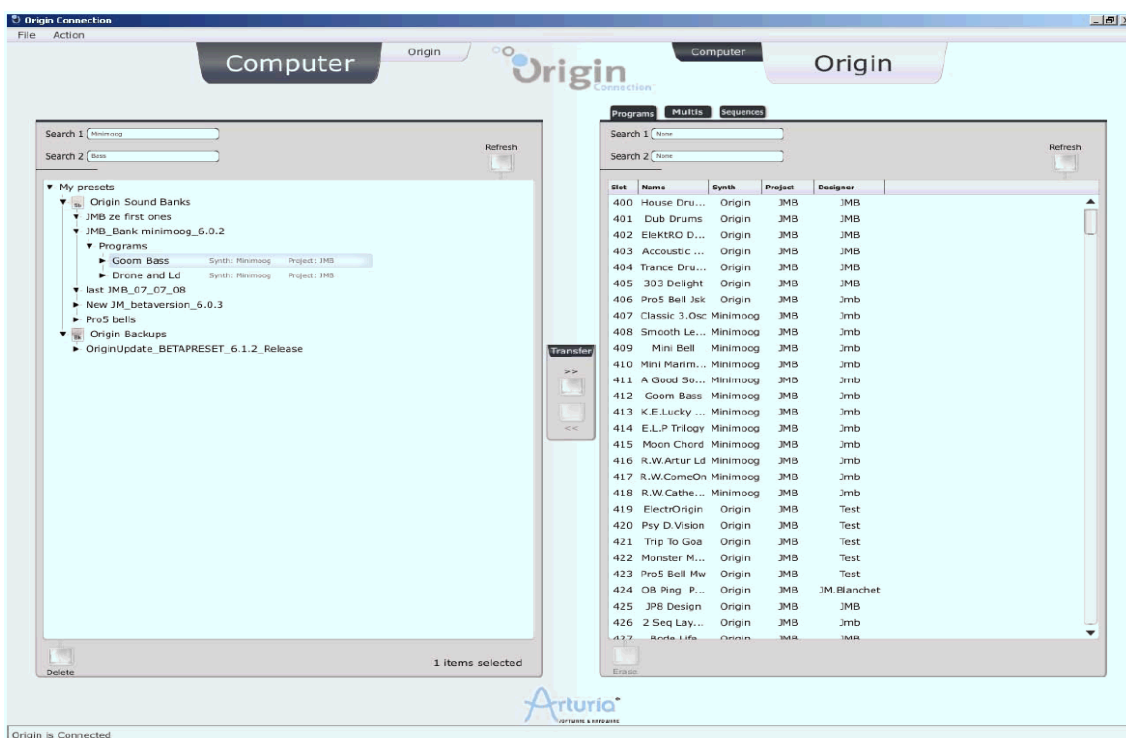 Origin Connection
File Action
Computer
Origin
Origin
Connection
Computer
Origin
Search 1 Minimoog
Search 2 Bass
Refresh
My presets
Origin Sound Banks
JMB ze first ones
JMB_Bank minimoog_6.0.2
Programs
Goom Bass Synth: Minimoog Project: JMB
Drone and Ld Synth: Minimoog Project: JMB
last JMB_07_07_08
New JM_betaversion_6.0.3
Pro5 bells
Origin Backups
OriginUpdate_BETAPRESET_6.1.2_Release
Delete
1 items selected
Transfer
>>
<<
Programs Multis Sequences
Search 1 None
Search 2 None
Refresh
Slot Name Synth Project Designer
400 House Dru... Origin JMB JMB
401 Dub Drums Origin JMB JMB
402 EleKtRO D... Origin JMB JMB
403 Accoustic ... Origin JMB JMB
404 Trance Dru... Origin JMB JMB
405 303 Delight Origin JMB JMB
406 Pro5 Bell Jsk Origin JMB Jmb
407 Classic 3.Osc Minimoog JMB Jmb
408 Smooth Le... Minimoog JMB Jmb
409 Mini Bell Minimoog JMB Jmb
410 Mini Marim... Minimoog JMB Jmb
411 A Good So... Minimoog JMB Jmb
412 Goom Bass Minimoog JMB Jmb
413 K.E.Lucky ... Minimoog JMB Jmb
414 E.L.P Trilogy Minimoog JMB Jmb
415 Moon Chord Minimoog JMB Jmb
416 R.W.Artur Ld Minimoog JMB Jmb
417 R.W.ComeOn Minimoog JMB Jmb
418 R.W.Cathe... Minimoog JMB Jmb
419 ElectrOrigin Origin JMB Test
420 Psy D.Vision Origin JMB Test
421 Trip To Goa Origin JMB Test
422 Monster M... Origin JMB Test
423 Pro5 Bell Mw Origin JMB Test
424 OB Ping P... Origin JMB JM.Blanchet
425 JP8 Design Origin JMB JMB
426 2 Seq Lay... Origin JMB Jmb
427 Bode Life Origin JMB JMB
Erase
Arturia
SOFTWARE & HARDWARE
Origin is Connected